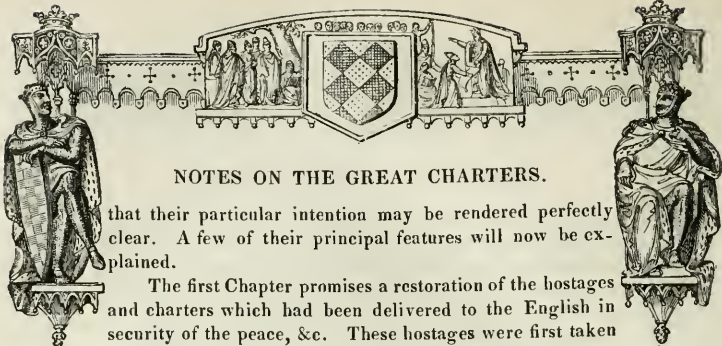 NOTES ON THE GREAT CHARTERS.
that their particular intention may be rendered perfectly
clear. A few of their principal features will now be ex-
plained.
The first Chapter promises a restoration of the hostages
and charters which had been delivered to the English in
security of the peace, &c. These hostages were first taken